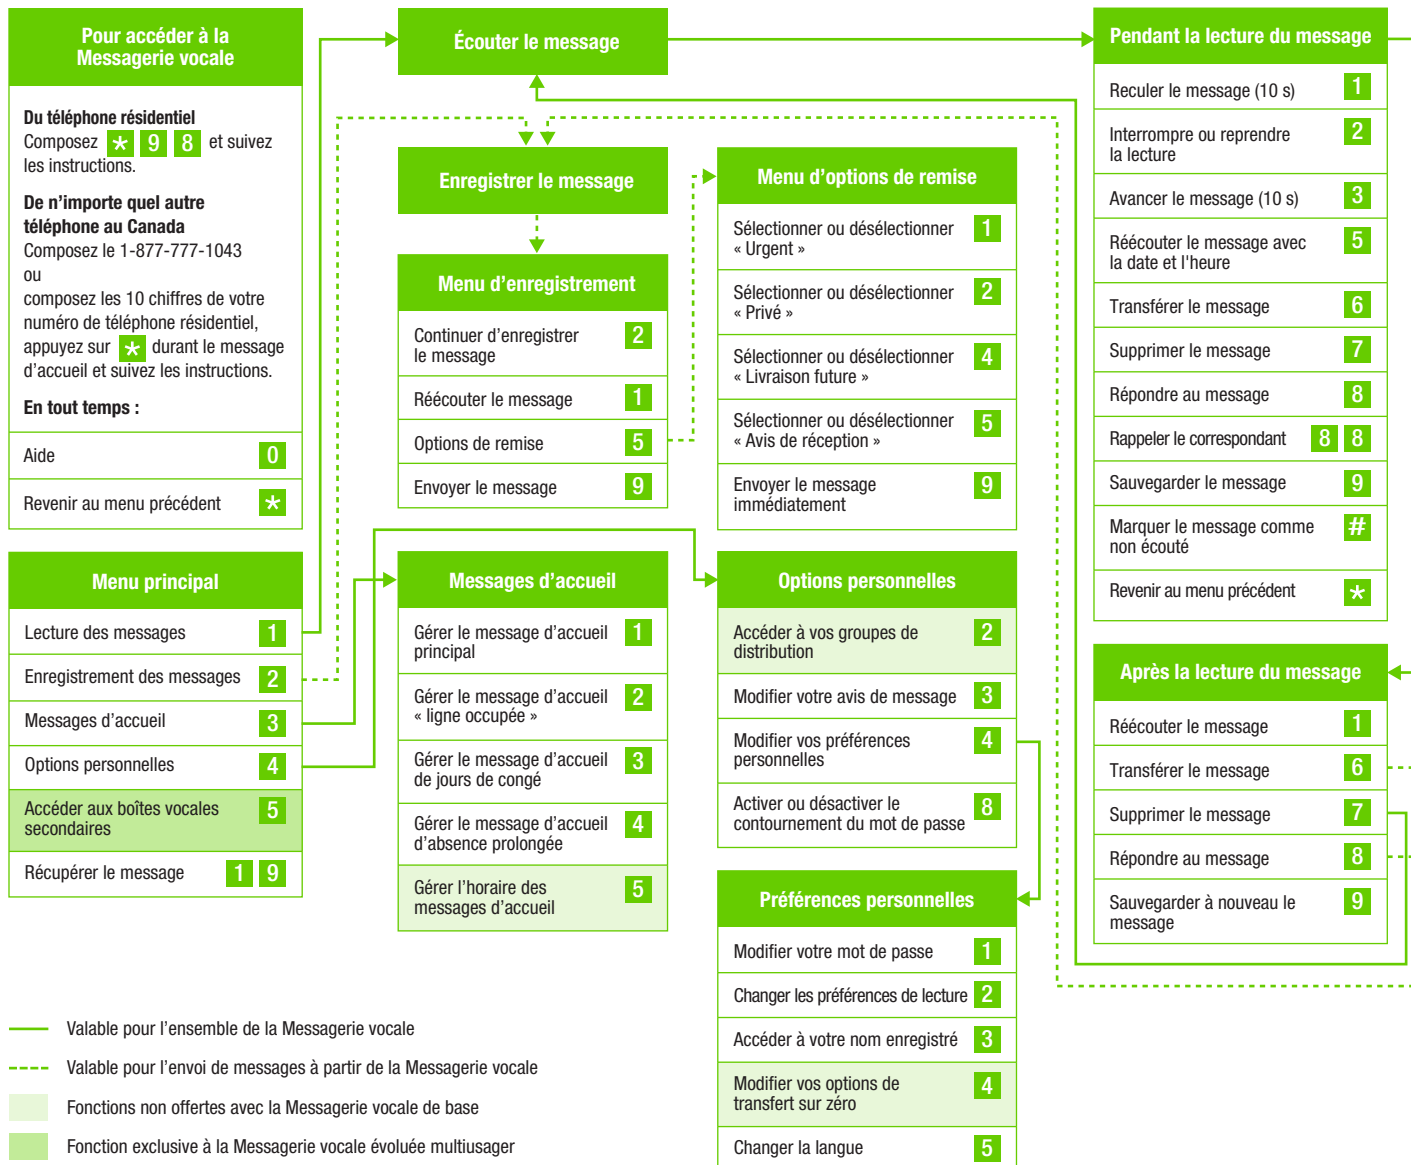 Pour accéder à la
Messagerie vocale
Du téléphone résidentiel
Composez * 9 8 et suivez
les instructions.
De n'importe quel autre
téléphone au Canada
Composez le 1-877-777-1043
ou
composez les 10 chiffres de votre
numéro de téléphone résidentiel,
appuyez sur * durant le message
d'accueil et suivez les instructions.
En tout temps :
Aide 0
Revenir au menu précédent *
Menu principal
Lecture des messages 1
Enregistrement des messages 2
Messages d'accueil 3
Options personnelles 4
Accéder aux boîtes vocales 5
secondaires
Récupérer le message 1 9
Écouter le message
Enregistrer le message
Menu d'enregistrement
Continuer d'enregistrer 2
le message
Réécouter le message 1
Options de remise 5
Envoyer le message 9
Messages d'accueil
Gérer le message d'accueil 1
principal
Gérer le message d'accueil 2
« ligne occupée »
Gérer le message d'accueil 3
de jours de congé
Gérer le message d'accueil 4
d'absence prolongée
Gérer l'horaire des 5
messages d'accueil
Menu d'options de remise
Sélectionner ou désélectionner 1
« Urgent »
Sélectionner ou désélectionner 2
« Privé »
Sélectionner ou désélectionner 4
« Livraison future »
Sélectionner ou désélectionner 5
« Avis de réception »
Envoyer le message 9
immédiatement
Options personnelles
Accéder à vos groupes de 2
distribution
Modifier votre avis de message 3
Modifier vos préférences 4
personnelles
Activer ou désactiver le 8
contournement du mot de passe
Préférences personnelles
Modifier votre mot de passe 1
Changer les préférences de lecture 2
Accéder à votre nom enregistré 3
Modifier vos options de 4
transfert sur zéro
Changer la langue 5
Pendant la lecture du message
Reculer le message (10 s) 1
Interrompre ou reprendre 2
la lecture
Avancer le message (10 s) 3
Réécouter le message avec 5
la date et l'heure
Transférer le message 6
Supprimer le message 7
Répondre au message 8
Rappeler le correspondant 8 8
Sauvegarder le message 9
Marquer le message comme #
non écouté
Revenir au menu précédent *
Après la lecture du message
Réécouter le message 1
Transférer le message 6
Supprimer le message 7
Répondre au message 8
Sauvegarder à nouveau le 9
message
Valable pour l'ensemble de la Messagerie vocale
Valable pour l'envoi de messages à partir de la Messagerie vocale
Fonctions non offertes avec la Messagerie vocale de base
Fonction exclusive à la Messagerie vocale évoluée multiusager